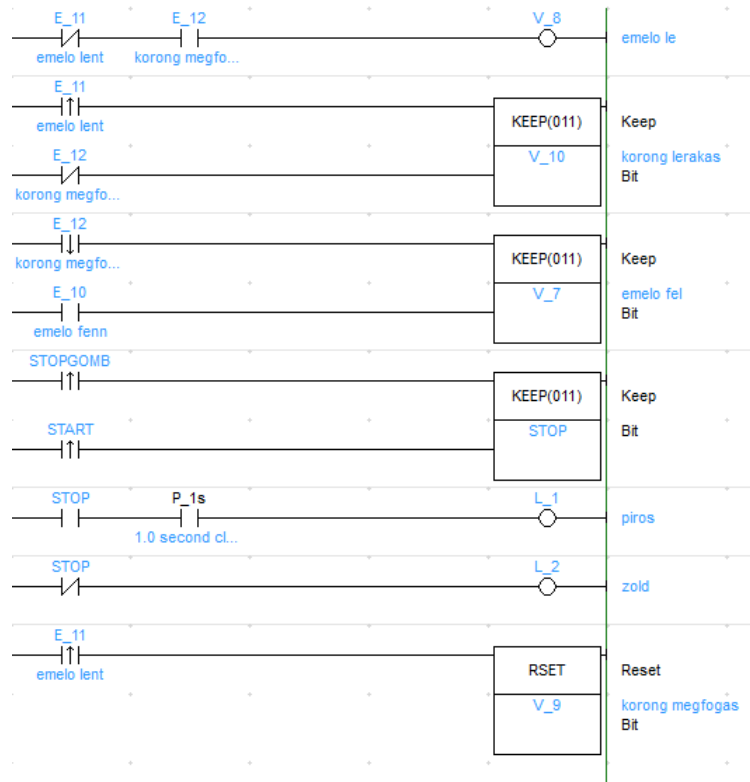 E_11 E_12 V_8
emelo le
emelo lent korong megfo...
E_11
emelo lent
KEEP(011) Keep
E_12 V_10 korong lerakas
Bit
korong megfo...
E_12
korong megfo...
KEEP(011) Keep
E_10 V_7 emelo fel
Bit
emelo fenn
STOPGOMB
KEEP(011) Keep
START STOP Bit
STOP P_1s L_1
piros
1.0 second cl...
STOP L_2
zold
E_11
emelo lent
RSET Reset
V_9 korong megfogas
Bit